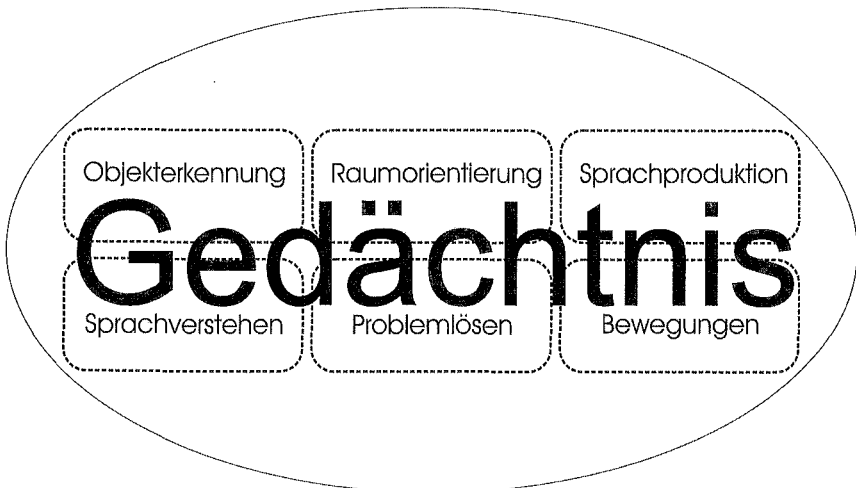 Objekterkennung Raumorientierung Sprachproduktion
Gedächtnis
Sprachverstehen Problemlösen Bewegungen